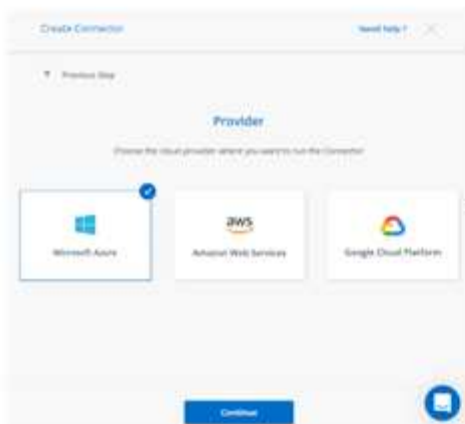 Create Connector
Need help?
Previous Step
Provider
Choose the cloud provider where you want to run the Connector
Microsoft Azure
aws
Amazon Web Services
Google Cloud Platform
Continue